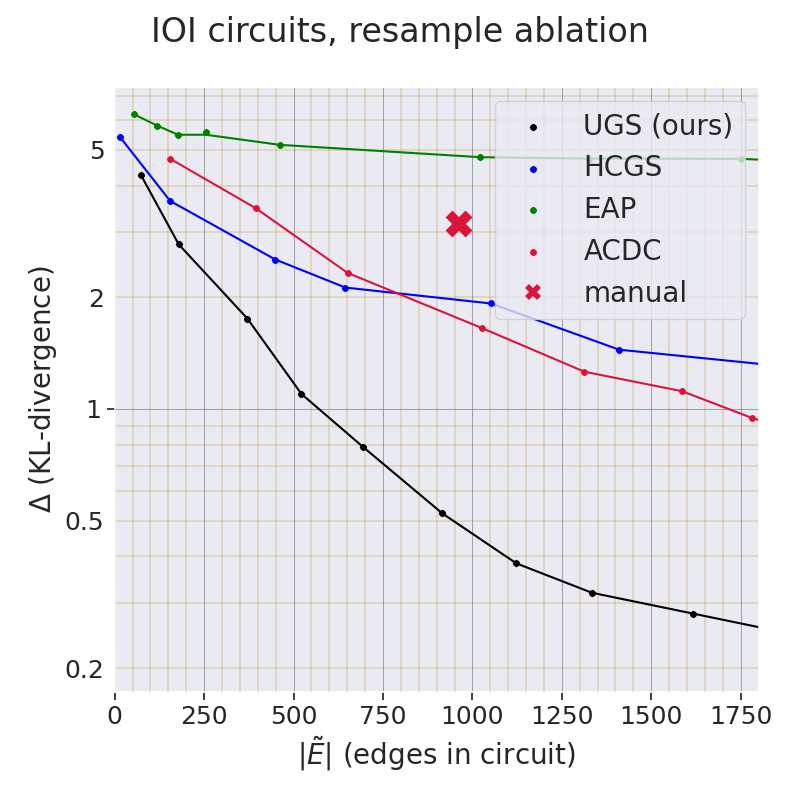 IOI circuits, resample ablation
UGS (ours)
HCGS
EAP
ACDC
manual
Δ (KL-divergence)
5
2
1
0.5
0.2
0 250 500 750 1000 1250 1500 1750
|Ẽ| (edges in circuit)